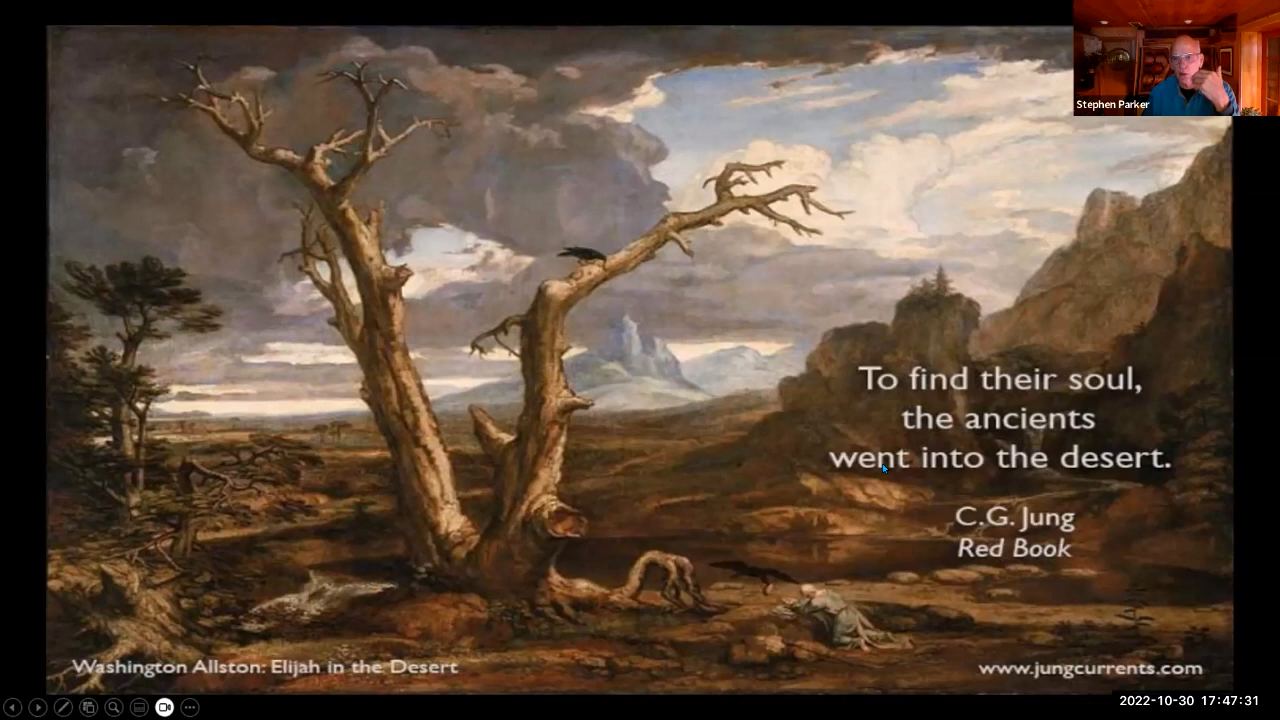 Stephen Parker
To find their soul,
the ancients
went into the desert.
C.G. Jung
Red Book
Washington Allston: Elijah in the Desert
www.jungcurrents.com
2022-10-30 17:47:31